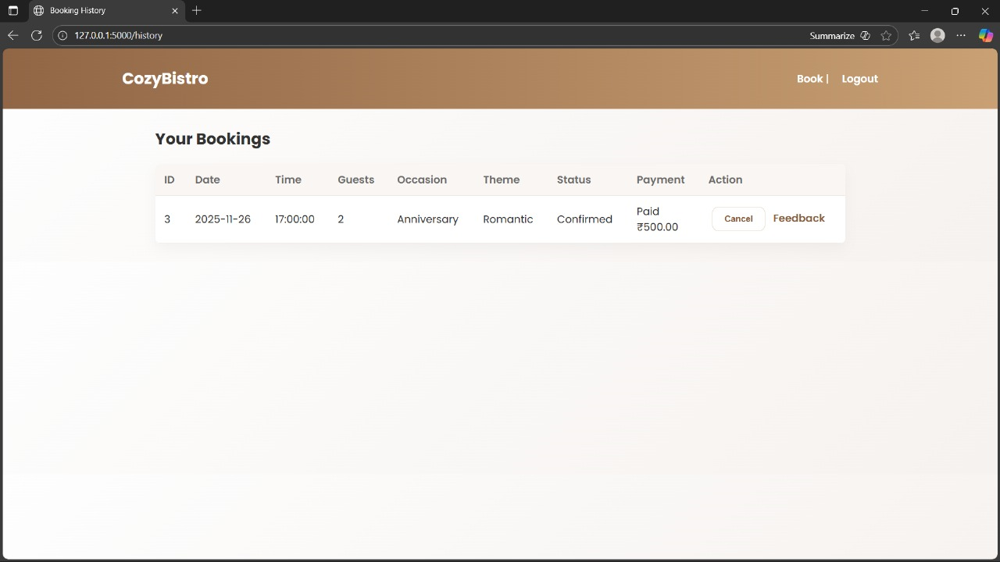 Booking History
127.0.0.1:5000/history
Summarize
CozyBistro
Book |
Logout
Your Bookings
ID Date Time Guests Occasion Theme Status Payment Action
3 2025-11-26 17:00:00 2 Anniversary Romantic Confirmed Paid ₹500.00 Cancel Feedback